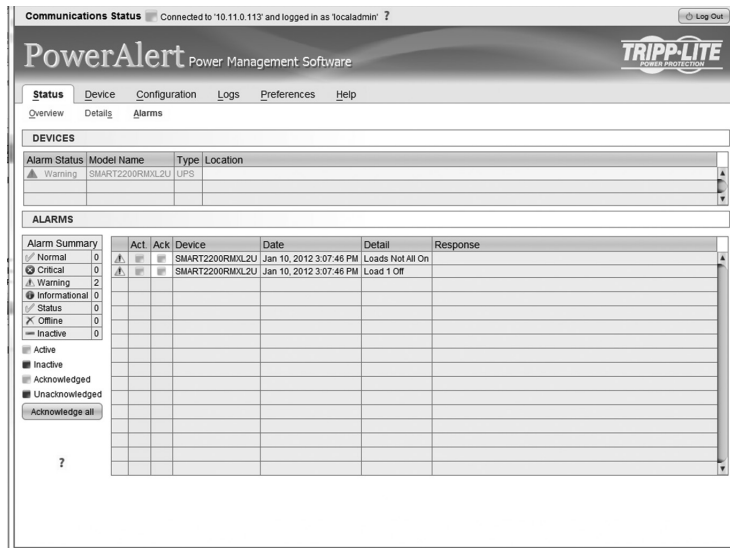 Communications Status Connected to '10.11.0.113' and logged in as 'localadmin' ? Log Out
PowerAlert Power Management Software
TRIPP·LITE
POWER PROTECTION
Status Device Configuration Logs Preferences Help
Overview Details Alarms
DEVICES
Alarm Status Model Name Type Location
Warning SMART2200RMXL2U UPS
ALARMS
Alarm Summary
Normal 0
Critical 0
Warning 2
Informational 0
Status 0
Offline 0
Inactive 0
Active
Inactive
Acknowledged
Unacknowledged
Acknowledge all
?
Act. Ack Device Date Detail Response
SMART2200RMXL2U Jan 10, 2012 3:07:46 PM Loads Not All On
SMART2200RMXL2U Jan 10, 2012 3:07:46 PM Load 1 Off